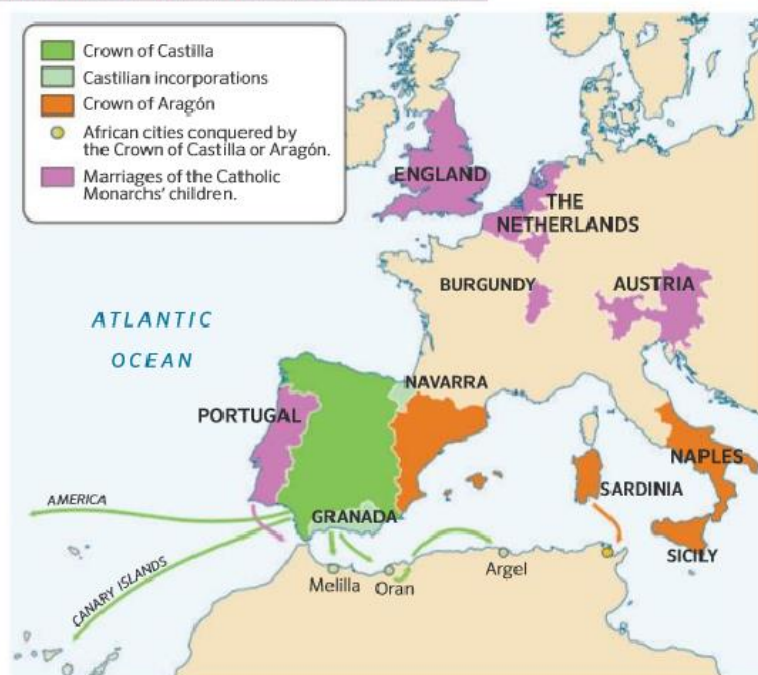 Crown of Castilla
Castilian incorporations
Crown of Aragón
African cities conquered by
the Crown of Castilla or Aragón.
Marriages of the Catholic
Monarchs' children.
ENGLAND
THE
NETHERLANDS
BURGUNDY
AUSTRIA
ATLANTIC
OCEAN
NAVARRA
PORTUGAL
NAPLES
SARDINIA
AMERICA
GRANADA
SICILY
CANARY ISLANDS
Melilla
Oran
Argel